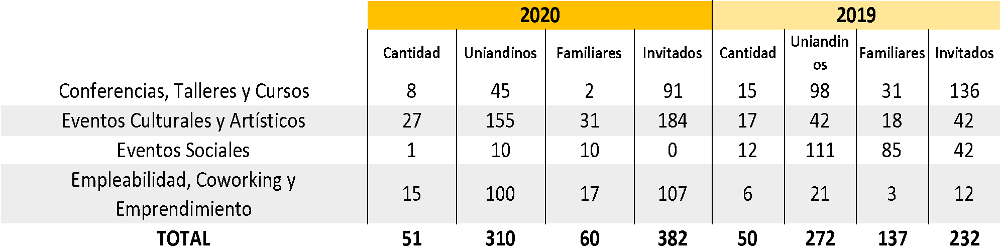 2020 2019
Cantidad Uniandinos Familiares Invitados Cantidad Uniandin
os Familiares Invitados
Conferencias, Talleres y Cursos 8 45 2 91 15 98 31 136
Eventos Culturales y Artísticos 27 155 31 184 17 42 18 42
Eventos Sociales 1 10 10 0 12 111 85 42
Empleabilidad, Coworking y
Emprendimiento 15 100 17 107 6 21 3 12
TOTAL 51 310 60 382 50 272 137 232